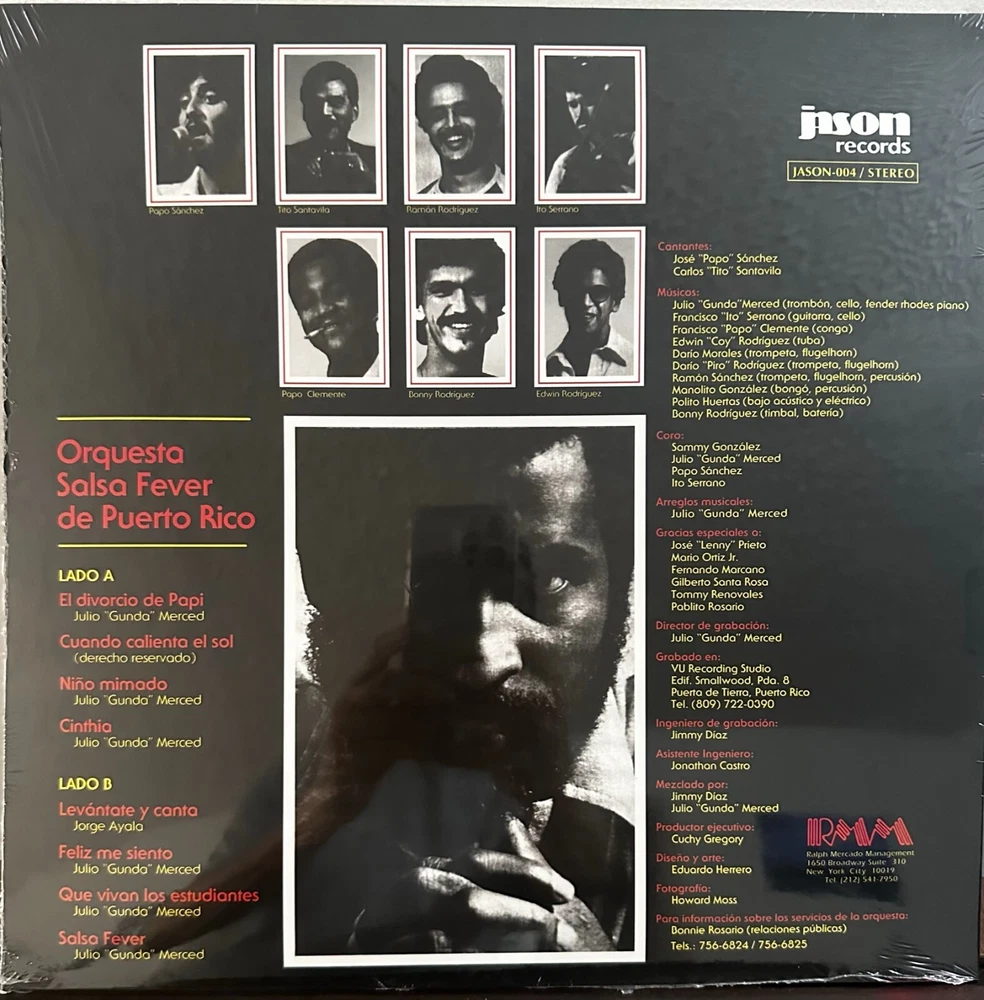 Papo Sánchez
Tito Santavila
Ramón Rodríguez
Ito Serrano
Papo Clemente
Bonny Rodríguez
Edwin Rodríguez
Orquesta
Salsa Fever
de Puerto Rico
LADO A
El divorcio de Papi
Julio "Gunda" Merced
Cuando calienta el sol
(derecho reservado)
Niño mimado
Julio "Gunda" Merced
Cinthia
Julio "Gunda" Merced
LADO B
Levántate y canta
Jorge Ayala
Feliz me siento
Julio "Gunda" Merced
Que vivan los estudiantes
Julio "Gunda" Merced
Salsa Fever
Julio "Gunda" Merced
jason
records
JASON-004 / STEREO
Cantantes:
José "Papo" Sánchez
Carlos "Tito" Santavila
Músicos:
Julio "Gunda"Merced (trombón, cello, fender rhodes piano)
Francisco "Ito" Serrano (guitarra, cello)
Francisco "Papo" Clemente (conga)
Edwin "Coy" Rodríguez (tuba)
Darío Morales (trompeta, flugelhorn)
Darío "Piro" Rodríguez (trompeta, flugelhorn)
Ramón Sánchez (trompeta, flugelhorn, percusión)
Manolito González (bongó, percusión)
Polito Huertas (bajo acústico y eléctrico)
Bonny Rodríguez (timbal, batería)
Coro:
Sammy González
Julio "Gunda" Merced
Papo Sánchez
Ito Serrano
Arreglos musicales:
Julio "Gunda" Merced
Gracias especiales a:
José "Lenny" Prieto
Mario Ortiz Jr.
Fernando Marcano
Gilberto Santa Rosa
Tommy Renovales
Pablito Rosario
Director de grabación:
Julio "Gunda" Merced
Grabado en:
VU Recording Studio
Edif. Smallwood, Pda. 8
Puerta de Tierra, Puerto Rico
Tel. (809) 722-0390
Ingeniero de grabación:
Jimmy Díaz
Asistente Ingeniero:
Jonathan Castro
Mezclado por:
Jimmy Díaz
Julio "Gunda" Merced
Productor ejecutivo:
Cuchy Gregory
Diseño y arte:
Eduardo Herrero
Fotografía:
Howard Moss
Para información sobre los servicios de la orquesta:
Bonnie Rosario (relaciones públicas)
Tels.: 756-6824 / 756-6825
RMM
Ralph Mercado Management
1650 Broadway Suite 310
New York City 10019
Tel. (212) 541-7950